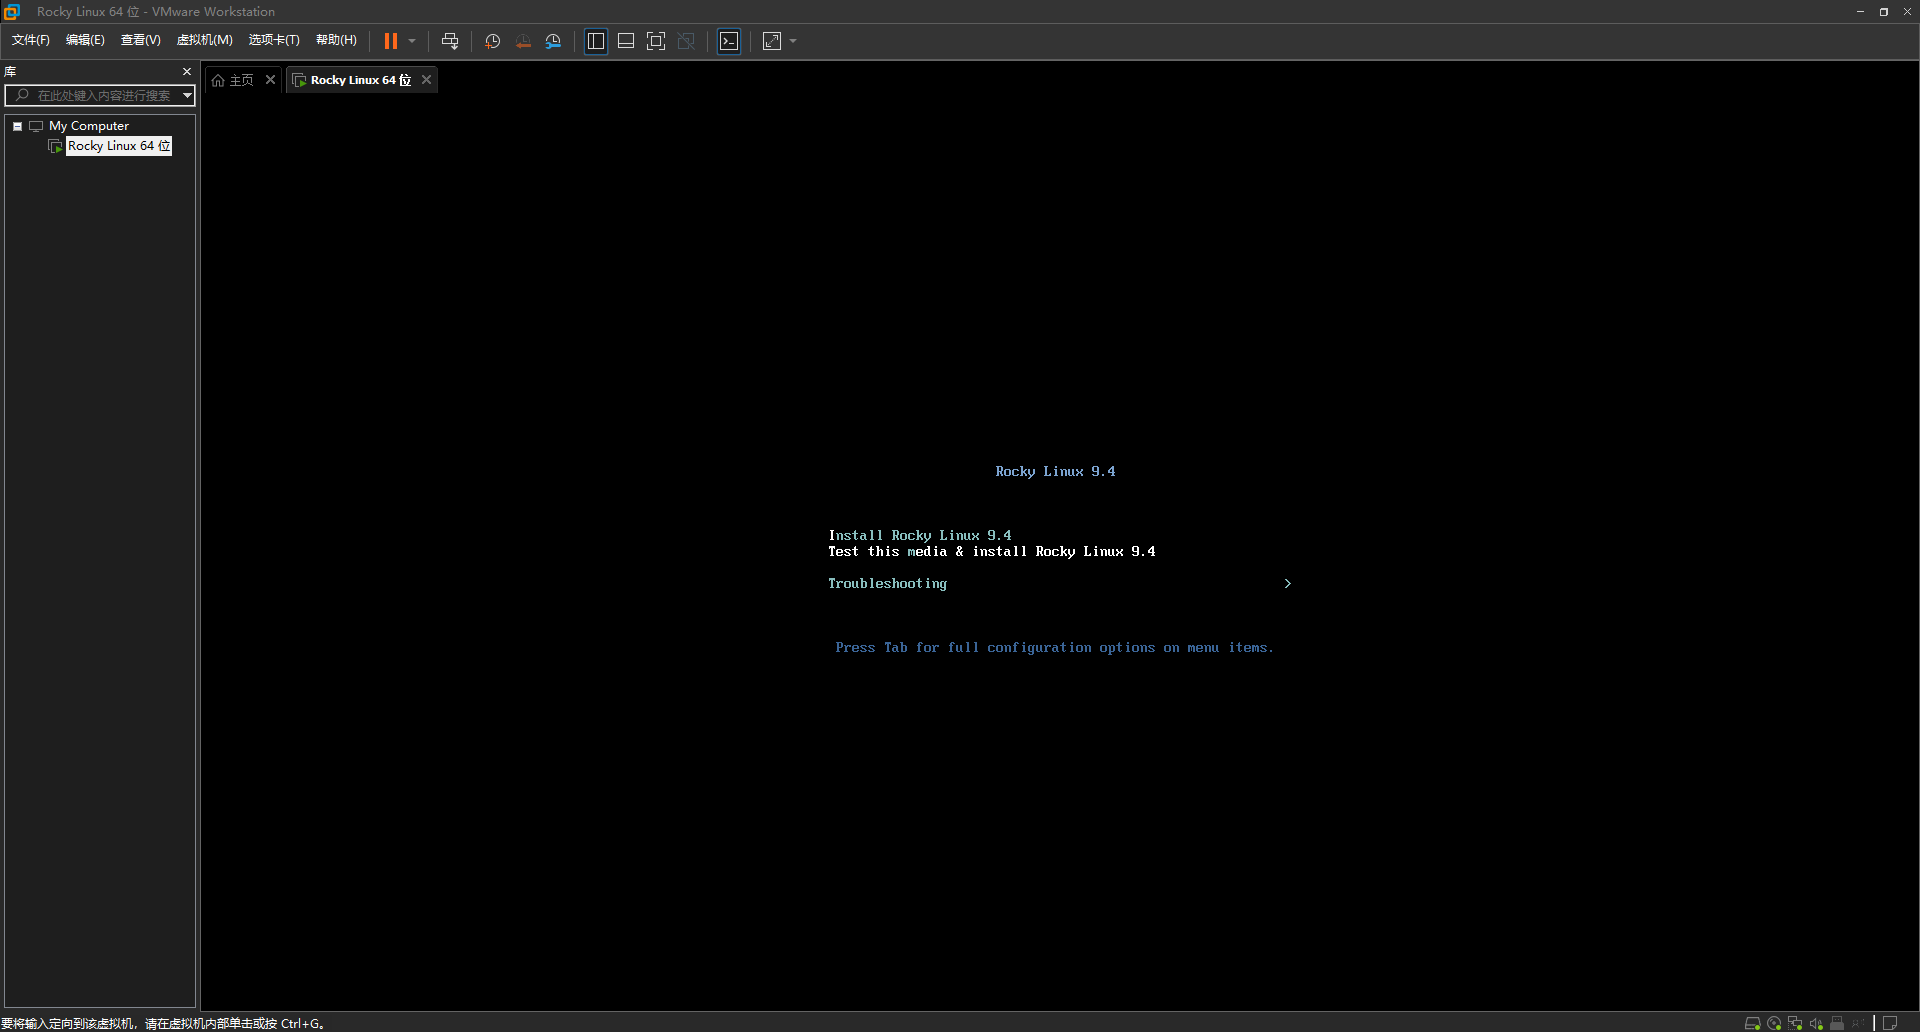 Rocky Linux 64 位 - VMware Workstation
文件(F) 编辑(E) 查看(V) 虚拟机(M) 选项卡(T) 帮助(H)
库
在此处键入内容进行搜索
My Computer
Rocky Linux 64 位
主页
Rocky Linux 64 位
Rocky Linux 9.4
Install Rocky Linux 9.4
Test this media & install Rocky Linux 9.4
Troubleshooting >
Press Tab for full configuration options on menu items.
要将输入定向到该虚拟机，请在虚拟机内部单击或按 Ctrl+G。